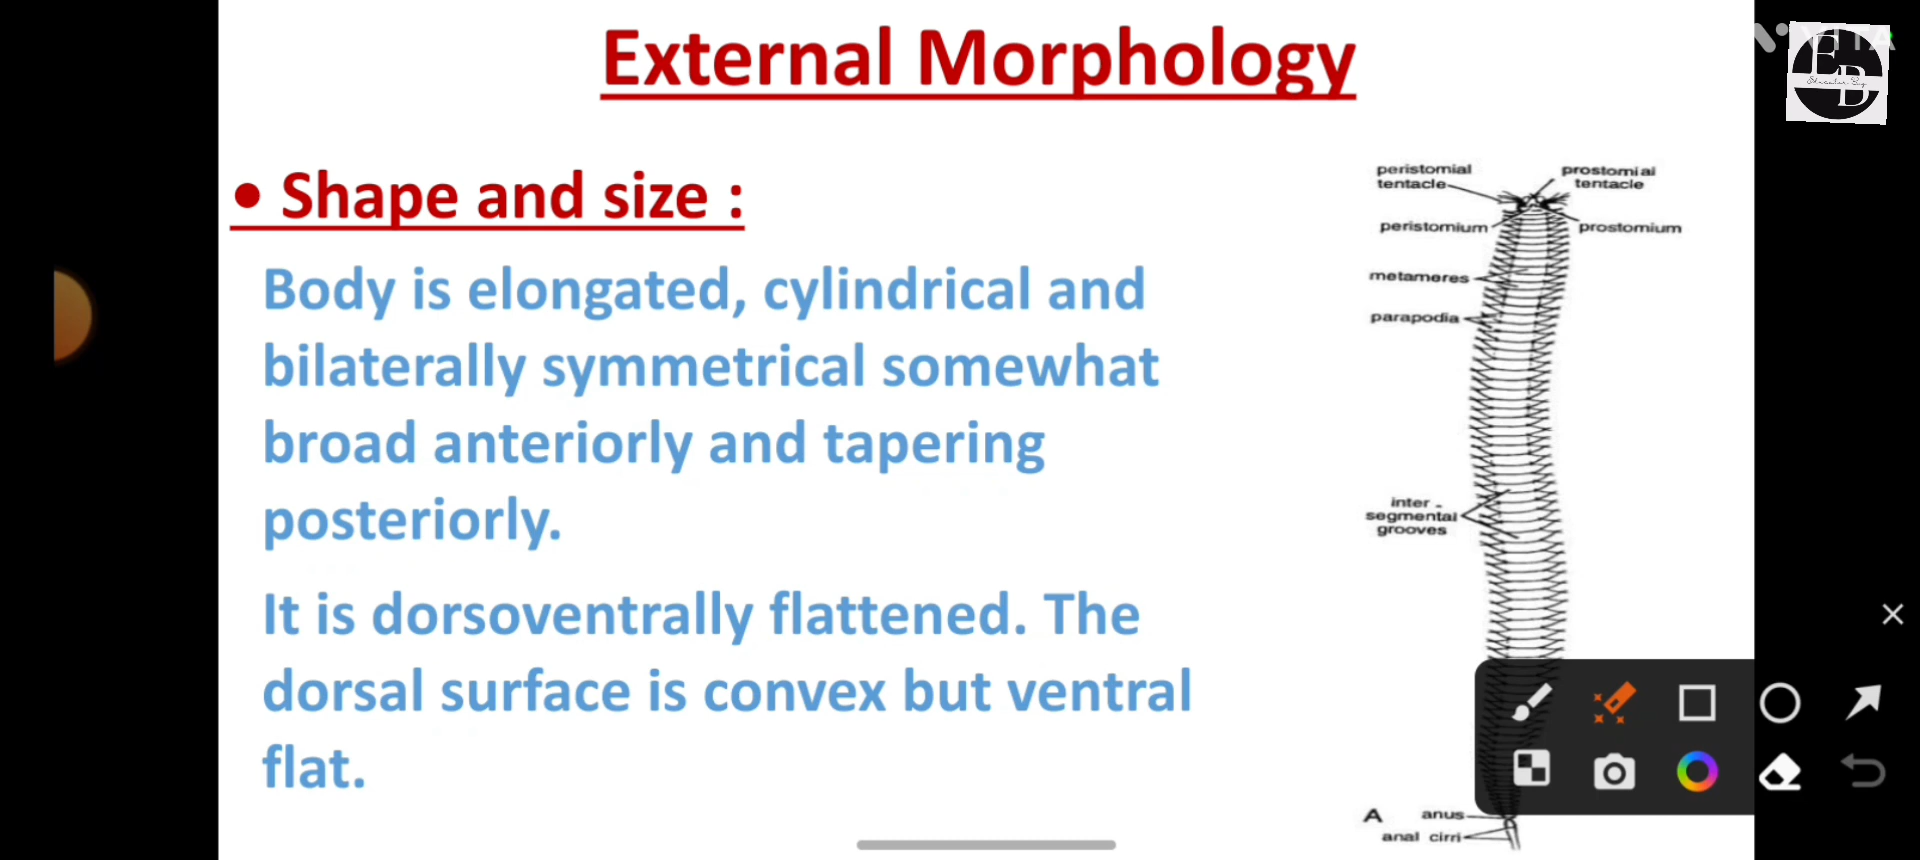 External Morphology
• Shape and size :
Body is elongated, cylindrical and
bilaterally symmetrical somewhat
broad anteriorly and tapering
posteriorly.
It is dorsoventrally flattened. The
dorsal surface is convex but ventral
flat.
peristomial
tentacle
prostomial
tentacle
peristomium
prostomium
metameres
parapodia
inter -
segmental
grooves
A
anus
anal cirri
E
D